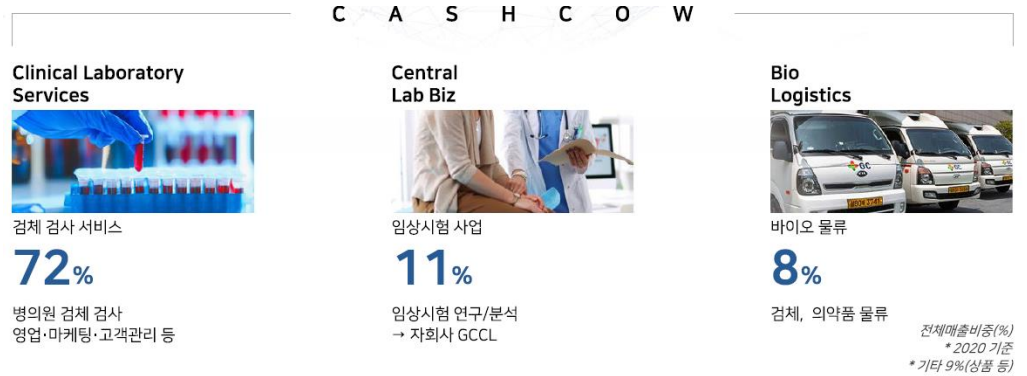 C A S H C O W
Clinical Laboratory
Services
검체 검사 서비스
72%
병의원 검체 검사
영업·마케팅·고객관리 등
Central
Lab Biz
임상시험 사업
11%
임상시험 연구/분석
→ 자회사 GCCL
Bio
Logistics
GC
GC
바이오 물류
8%
검체, 의약품 물류
전체매출비중(%)
* 2020 기준
* 기타 9%(상품 등)